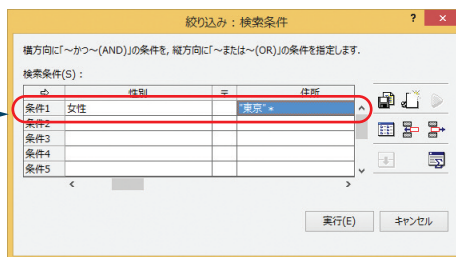 絞り込み：検索条件
横方向に「～かつ～(AND)」の条件を, 縦方向に「～または～(OR)」の条件を指定します.
検索条件(S)：
性別 〒 住所
条件1 女性 "東京"*
条件2
条件3
条件4
条件5
実行(E) キャンセル